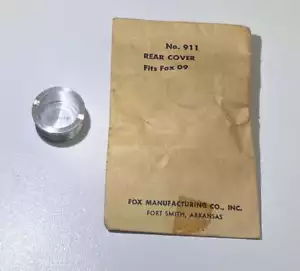 No. 911
REAR COVER
Fits Fox 09
FOX MANUFACTURING CO., INC.
FORT SMITH, ARKANSAS